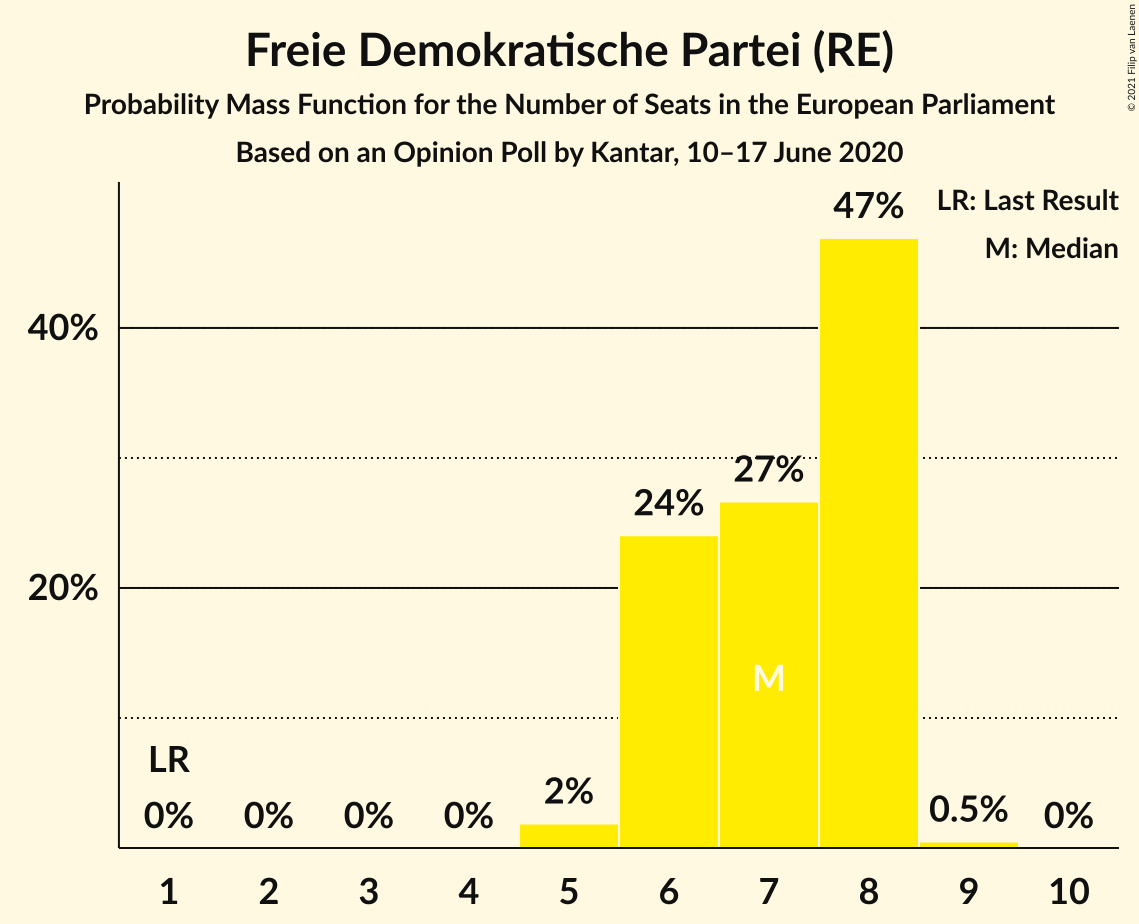 Freie Demokratische Partei (RE)
Probability Mass Function for the Number of Seats in the European Parliament
Based on an Opinion Poll by Kantar, 10–17 June 2020
© 2021 Filip van Laenen
LR: Last Result
M: Median
47%
40%
27%
24%
20%
M
LR
0%
0%
0%
0%
2%
0.5%
0%
1 2 3 4 5 6 7 8 9 10